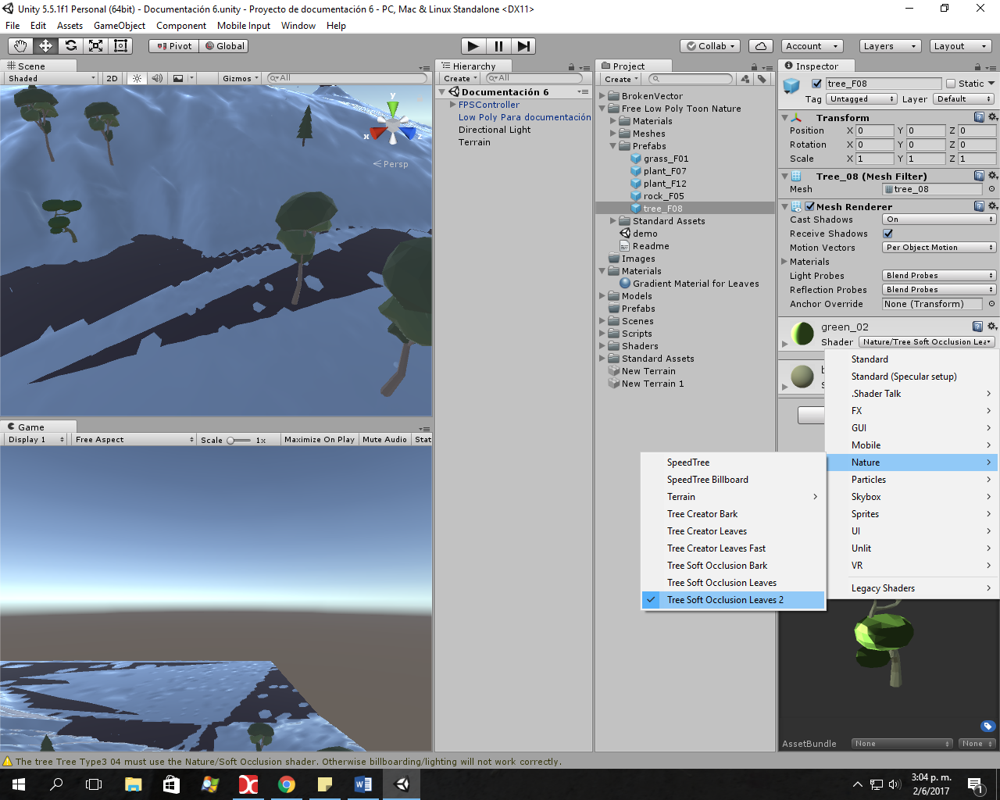 Unity 5.5.1f1 Personal (64bit) - Documentación 6.unity - Proyecto de documentación 6 - PC, Mac & Linux Standalone <DX11>
File Edit Assets GameObject Component Mobile Input Window Help
Pivot Global Collab Account Layers Layout
Scene
Shaded 2D Gizmos All
y
x
z
Persp
Game
Display 1 Free Aspect Scale 1x Maximize On Play Mute Audio Stat
Hierarchy
Create All
Documentación 6
FPSController
Low Poly Para documentación
Directional Light
Terrain
Project
Create
BrokenVector
Free Low Poly Toon Nature
Materials
Meshes
Prefabs
grass_F01
plant_F07
plant_F12
rock_F05
tree_F08
Standard Assets
demo
Readme
Images
Materials
Gradient Material for Leaves
Models
Prefabs
Scenes
Scripts
Shaders
Standard Assets
New Terrain
New Terrain 1
Inspector
tree_F08 Static
Tag Untagged Layer Default
Transform
Position X 0 Y 0 Z 0
Rotation X 0 Y 0 Z 0
Scale X 1 Y 1 Z 1
Tree_08 (Mesh Filter)
Mesh tree_08
Mesh Renderer
Cast Shadows On
Receive Shadows
Motion Vectors Per Object Motion
Materials
Light Probes Blend Probes
Reflection Probes Blend Probes
Anchor Override None (Transform)
green_02
Shader Nature/Tree Soft Occlusion Lea
Standard
Standard (Specular setup)
.Shader Talk
FX
GUI
Mobile
Nature
Particles
Skybox
Sprites
UI
Unlit
VR
Legacy Shaders
SpeedTree
SpeedTree Billboard
Terrain
Tree Creator Bark
Tree Creator Leaves
Tree Creator Leaves Fast
Tree Soft Occlusion Bark
Tree Soft Occlusion Leaves
Tree Soft Occlusion Leaves 2
AssetBundle None None
The tree Tree Type3 04 must use the Nature/Soft Occlusion shader. Otherwise billboarding/lighting will not work correctly.
3:04 p. m.
2/6/2017
1